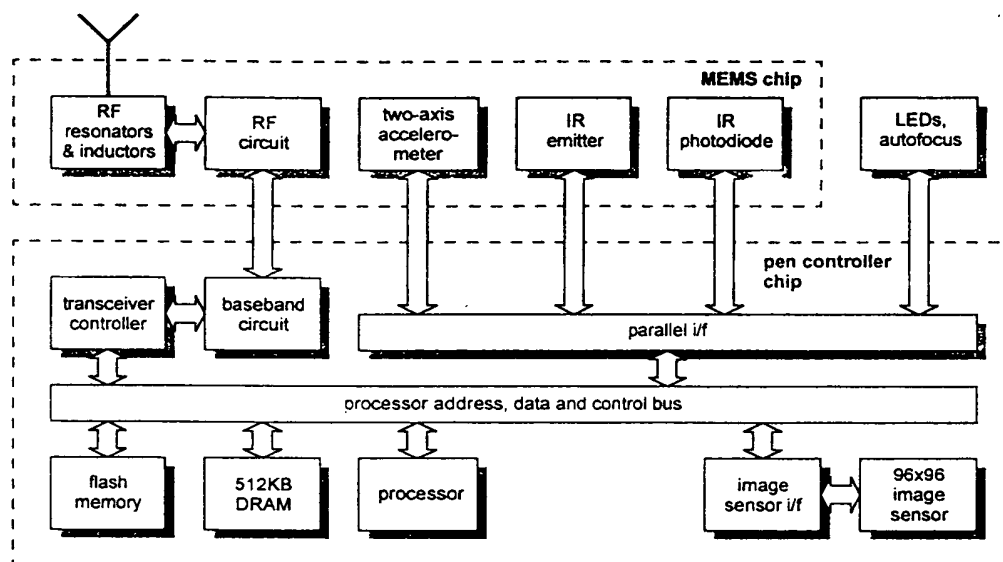 MEMS chip
RF
resonators
& inductors
RF
circuit
two-axis
accelero-
meter
IR
emitter
IR
photodiode
LEDs,
autofocus
pen controller
chip
transceiver
controller
baseband
circuit
parallel i/f
processor address, data and control bus
flash
memory
512KB
DRAM
processor
image
sensor i/f
96x96
image
sensor